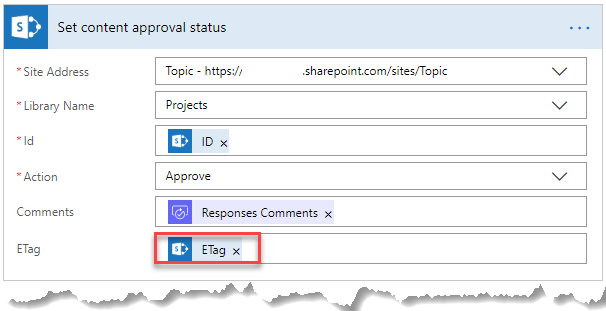 Set content approval status
* Site Address
Topic - https:// .sharepoint.com/sites/Topic
* Library Name
Projects
* Id
ID ×
* Action
Approve
Comments
Responses Comments ×
ETag
ETag ×